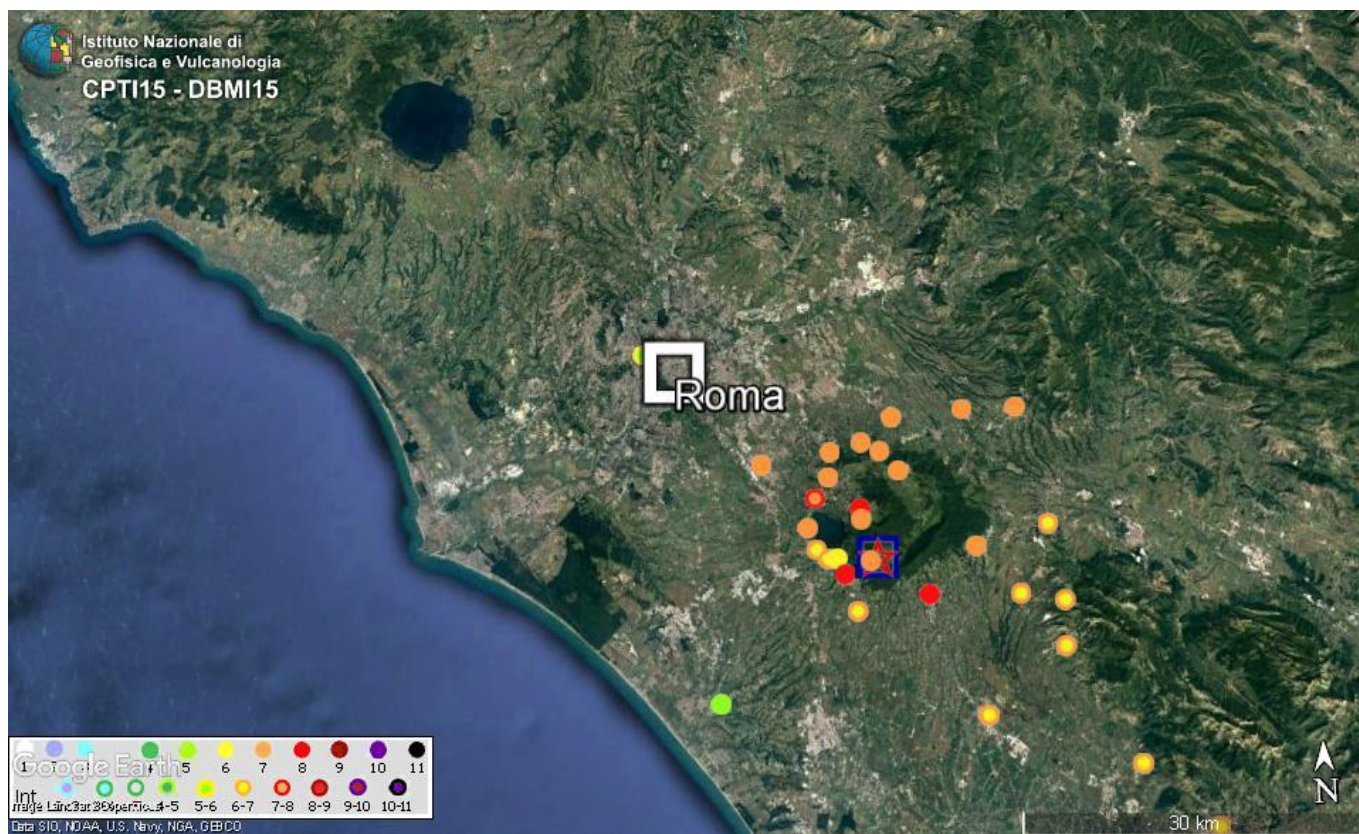 Istituto Nazionale di
Geofisica e Vulcanologia
CPTI15 - DBMI15
Roma
4 5 6 7 8 9 10 11
Google Earth
Int
4-5 5-6 6-7 7-8 8-9 9-10 10-11
Data SIO, NOAA, U.S. Navy, NGA, GEBCO
30 km
N